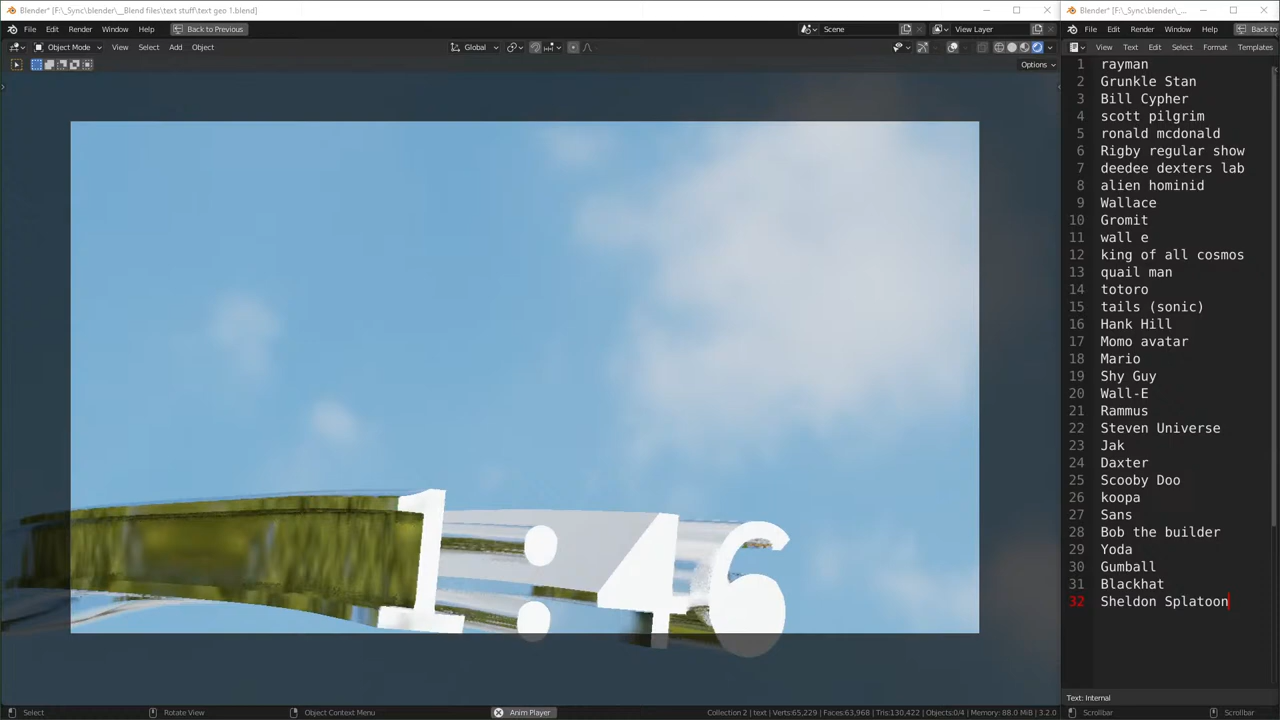 Blender* [F:\_Sync\blender\__Blend files\text stuff\text geo 1.blend]
File Edit Render Window Help Back to Previous
Scene
View Layer
Object Mode View Select Add Object
Global
Options
1:46
Select
Rotate View
Object Context Menu
Anim Player
Collection 2 | text | Verts:65,229 | Faces:63,968 | Tris:130,422 | Objects:0/4 | Memory: 88.0 MiB | 3.2.0
Blender* [F:\_Sync\blender\_...
File Edit Render Window Help Back to
View Text Edit Select Format Templates
1 rayman
2 Grunkle Stan
3 Bill Cypher
4 scott pilgrim
5 ronald mcdonald
6 Rigby regular show
7 deedee dexters lab
8 alien hominid
9 Wallace
10 Gromit
11 wall e
12 king of all cosmos
13 quail man
14 totoro
15 tails (sonic)
16 Hank Hill
17 Momo avatar
18 Mario
19 Shy Guy
20 Wall-E
21 Rammus
22 Steven Universe
23 Jak
24 Daxter
25 Scooby Doo
26 koopa
27 Sans
28 Bob the builder
29 Yoda
30 Gumball
31 Blackhat
32 Sheldon Splatoon
Text: Internal
Scrollbar
Scrollbar